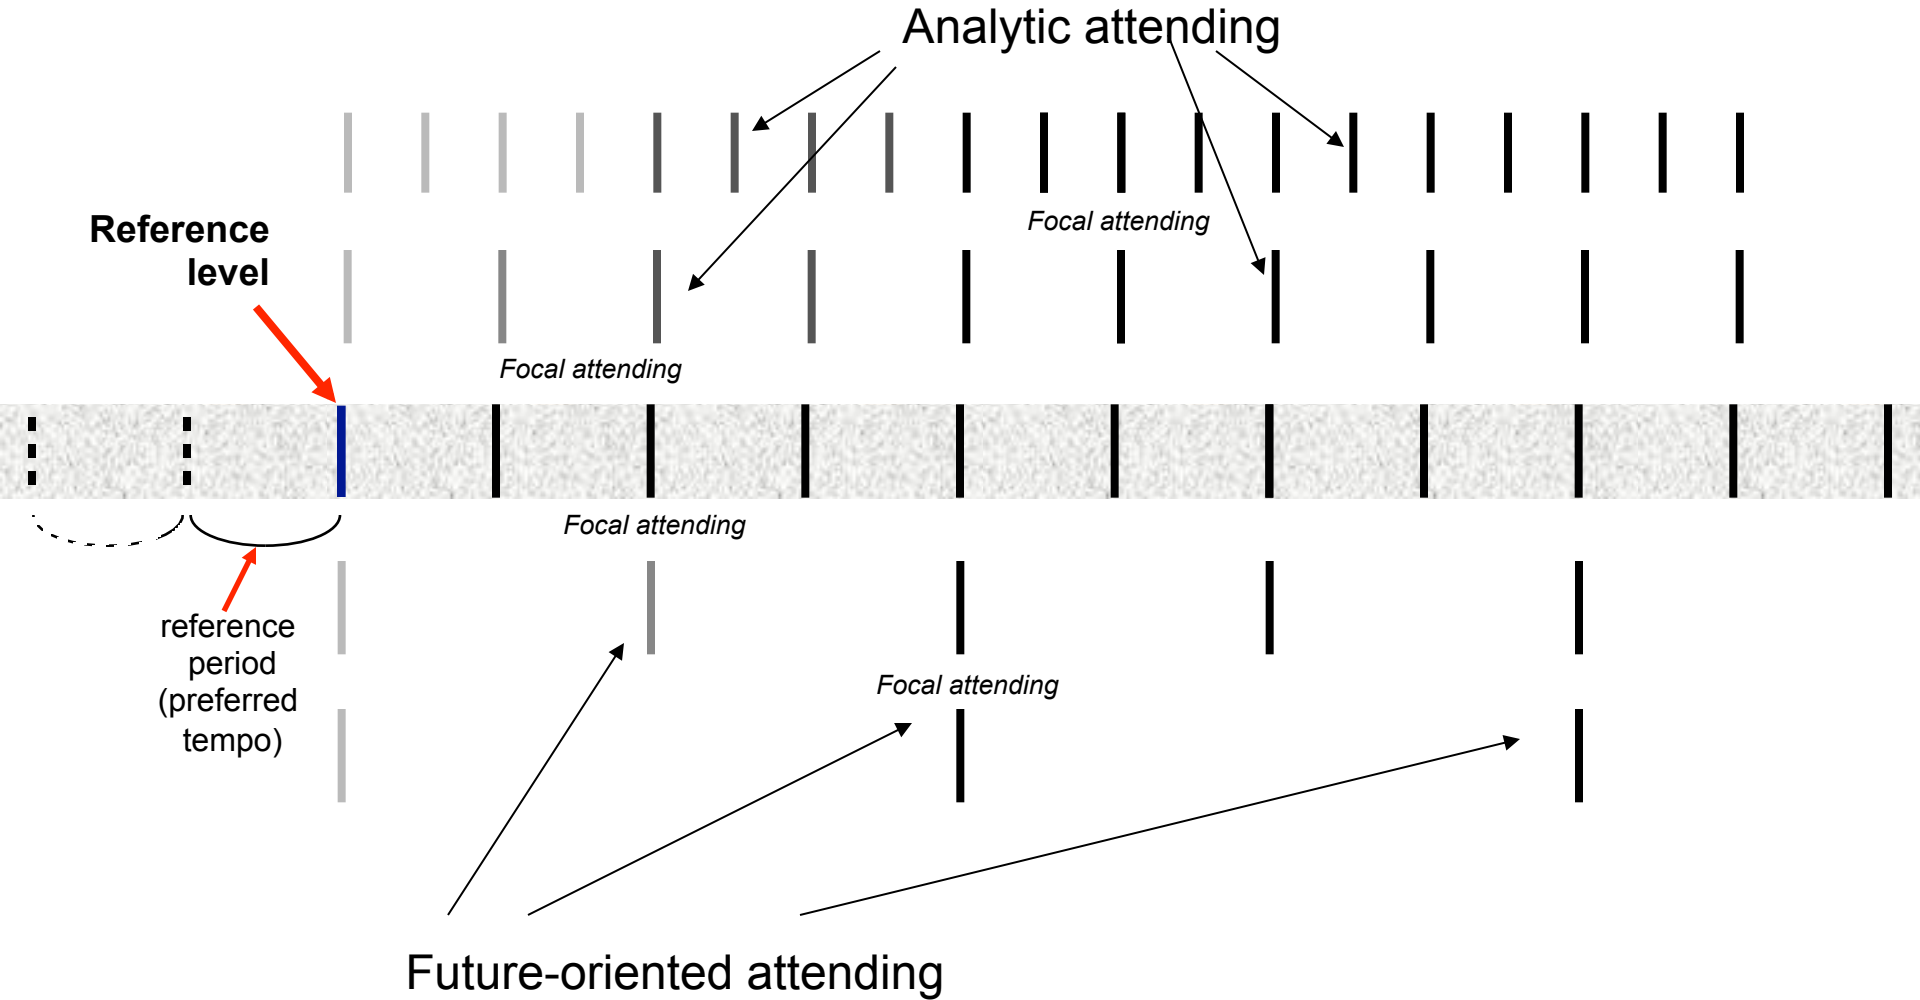 Analytic attending
Focal attending
Reference
level
Focal attending
Focal attending
reference
period
(preferred
tempo)
Focal attending
Future-oriented attending